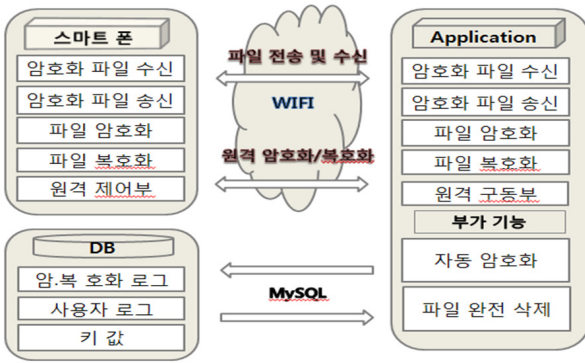 스마트 폰
암호화 파일 수신
암호화 파일 송신
파일 암호화
파일 복호화
원격 제어부
파일 전송 및 수신
WIFI
원격 암호화/복호화
Application
암호화 파일 수신
암호화 파일 송신
파일 암호화
파일 복호화
원격 구동부
부가 기능
자동 암호화
파일 완전 삭제
DB
암.복 호화 로그
사용자 로그
키 값
MySQL